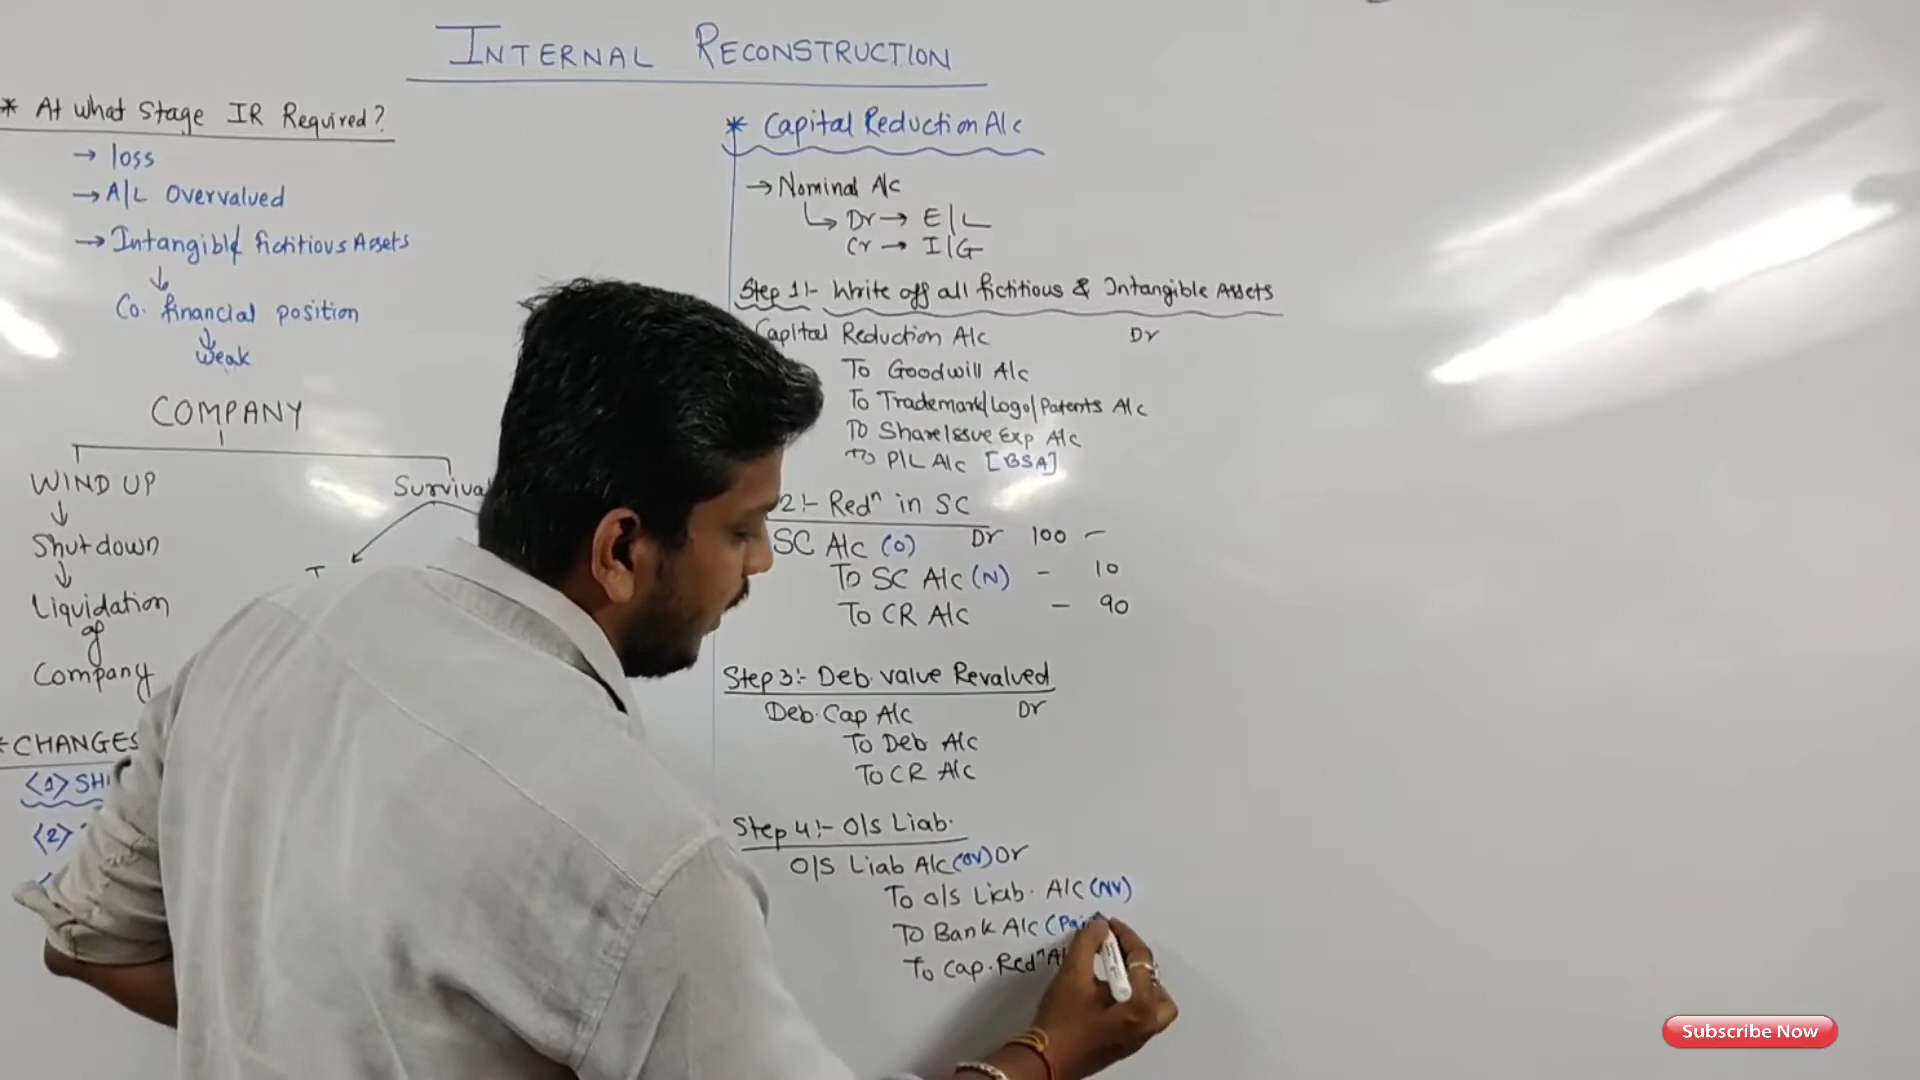 INTERNAL RECONSTRUCTION
* At what Stage IR Required?
→ loss
→ A/L Overvalued
→ Intangible fictitious Assets
↓
Co. financial position
↓
weak
COMPANY
WIND UP
↓
Shutdown
↓
Liquidation
of
Company
Survival
* CHANGES
<1> SH
<2>
* Capital Reduction A/c
→ Nominal A/c
↳ Dr → E/L
Cr → I/G
Step 1:- Write off all fictitious & Intangible Assets
Capital Reduction A/c Dr
To Goodwill A/c
To Trademark/Logo/Patents A/c
To Share Issue Exp A/c
To P/L A/c [BSA]
2:- Redⁿ in SC
SC A/c (O) Dr 100 -
To SC A/c (N) - 10
To CR A/c - 90
Step 3:- Deb. value Revalued
Deb. Cap A/c Dr
To Deb A/c
To CR A/c
Step 4:- O/s Liab.
O/S Liab A/c (OV) Dr
To O/s Liab. A/c (NV)
To Bank A/c (Pai
To Cap. Redⁿ A/
Subscribe Now